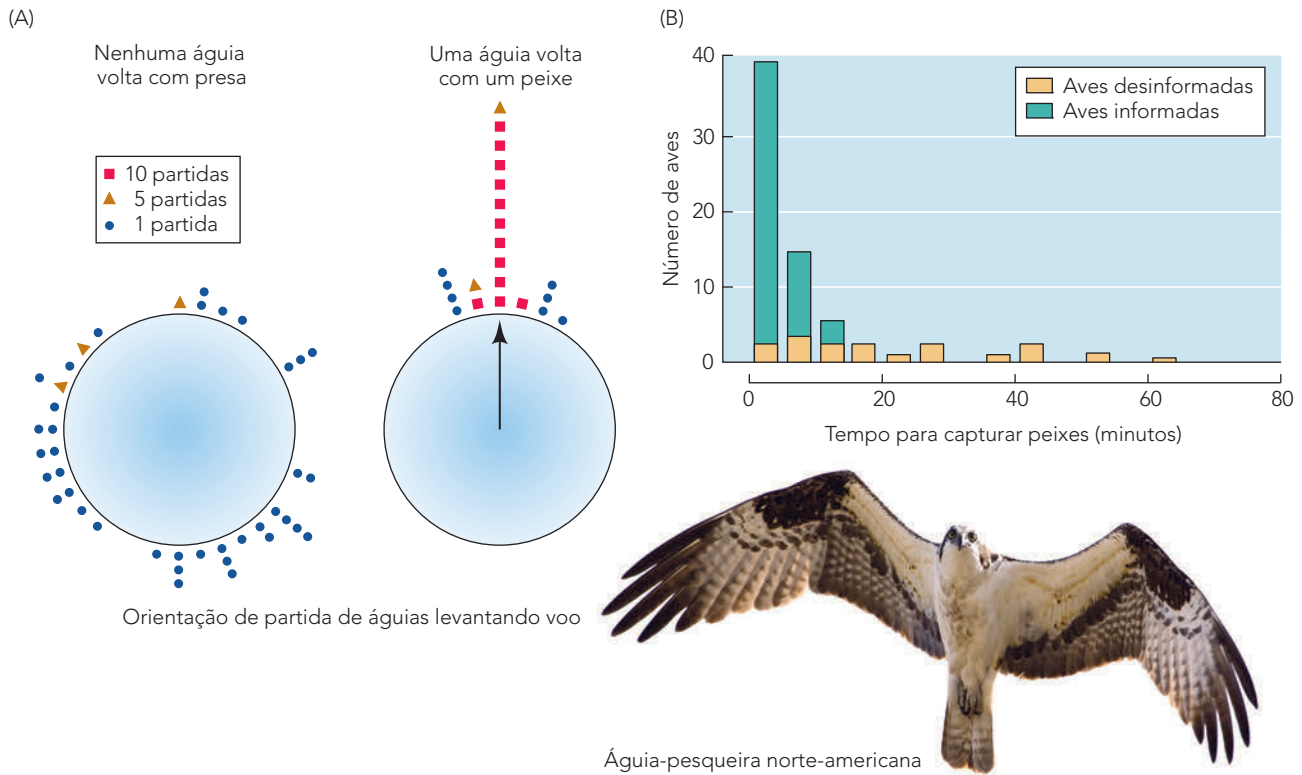 (A)
Nenhuma águia
volta com presa
Uma águia volta
com um peixe
10 partidas
5 partidas
1 partida
Orientação de partida de águias levantando voo
(B)
40
30
20
10
0
Número de aves
Aves desinformadas
Aves informadas
0
20
40
60
80
Tempo para capturar peixes (minutos)
Águia-pesqueira norte-americana